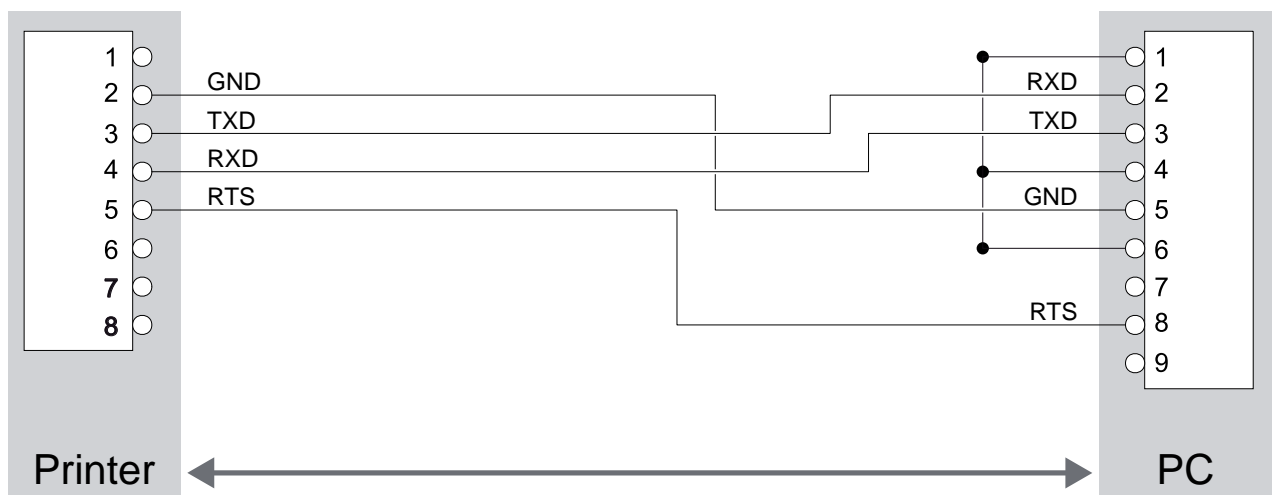 1
2 GND
3 TXD
4 RXD
5 RTS
6
7
8
1
RXD 2
TXD 3
4
GND 5
6
7
RTS 8
9
Printer
PC